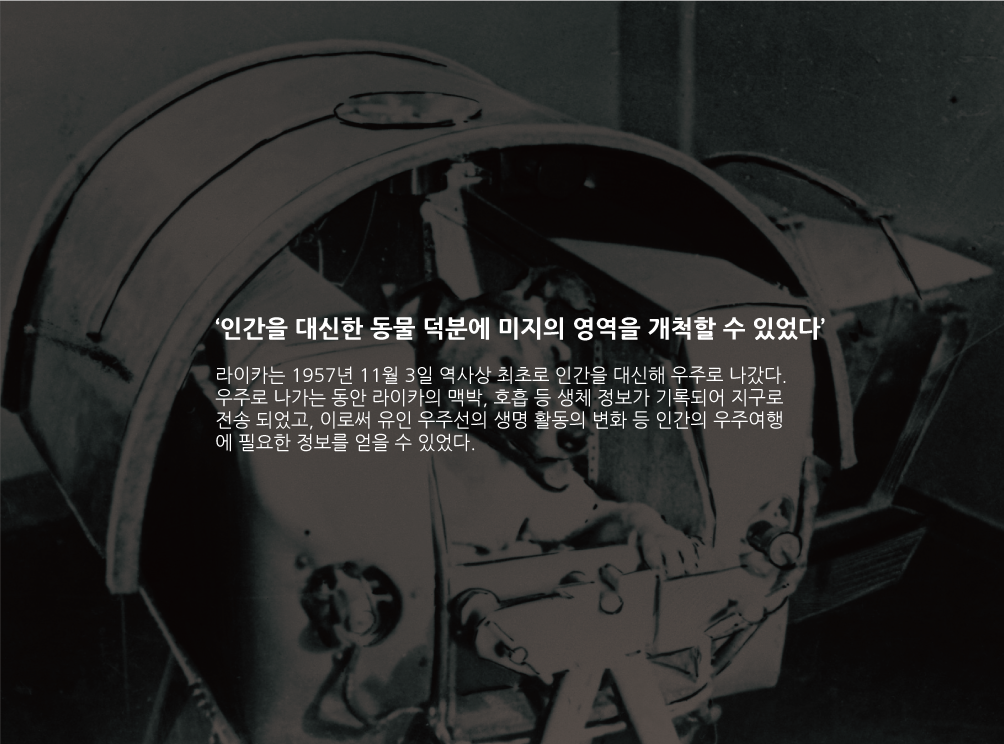 ‘인간을 대신한 동물 덕분에 미지의 영역을 개척할 수 있었다’
라이카는 1957년 11월 3일 역사상 최초로 인간을 대신해 우주로 나갔다.
우주로 나가는 동안 라이카의 맥박, 호흡 등 생체 정보가 기록되어 지구로
전송 되었고, 이로써 유인 우주선의 생명 활동의 변화 등 인간의 우주여행
에 필요한 정보를 얻을 수 있었다.